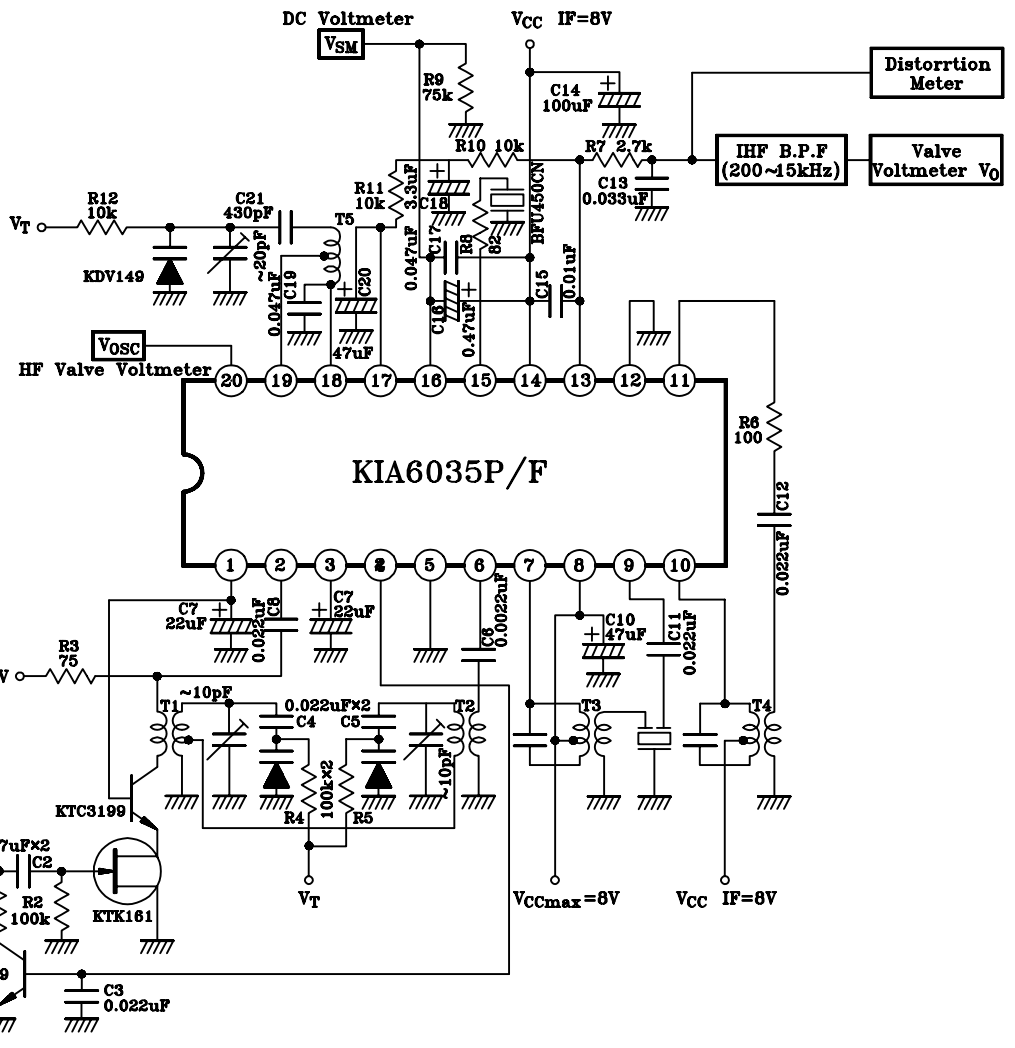 DC Voltmeter
VSM
VCC IF=8V
R9
75k
C14
100uF
Distorrtion
Meter
R10 10k
R7 2,7k
IHF B.P.F
(200~15kHz)
Valve
Voltmeter VO
R11
10k
3.3uF
C18
BFU450CN
C13
0.033uF
R12
10k
C21
430pF
VT
T5
KDV149
~20pF
C19
0.047uF
C20
47uF
0.047uF
C17
R8
82
C16
0.47uF
C15
0.01uF
VOSC
HF Valve Voltmeter
20
19
18
17
16
15
14
13
12
11
R6
100
KIA6035P/F
C12
0.022uF
1
2
3
5
6
7
8
9
10
C7
22uF
0.022uF
C8
C7
22uF
C6
0.0022uF
C10
47uF
C11
0.022uF
R3
75
V
T1
~10pF
0.022uF×2
C4
C5
T2
T3
T4
~10pF
100k×2
R4
R5
KTC3199
7uF×2
C2
R2
100k
KTK161
VT
VCCmax=8V
VCC IF=8V
9
C3
0.022uF